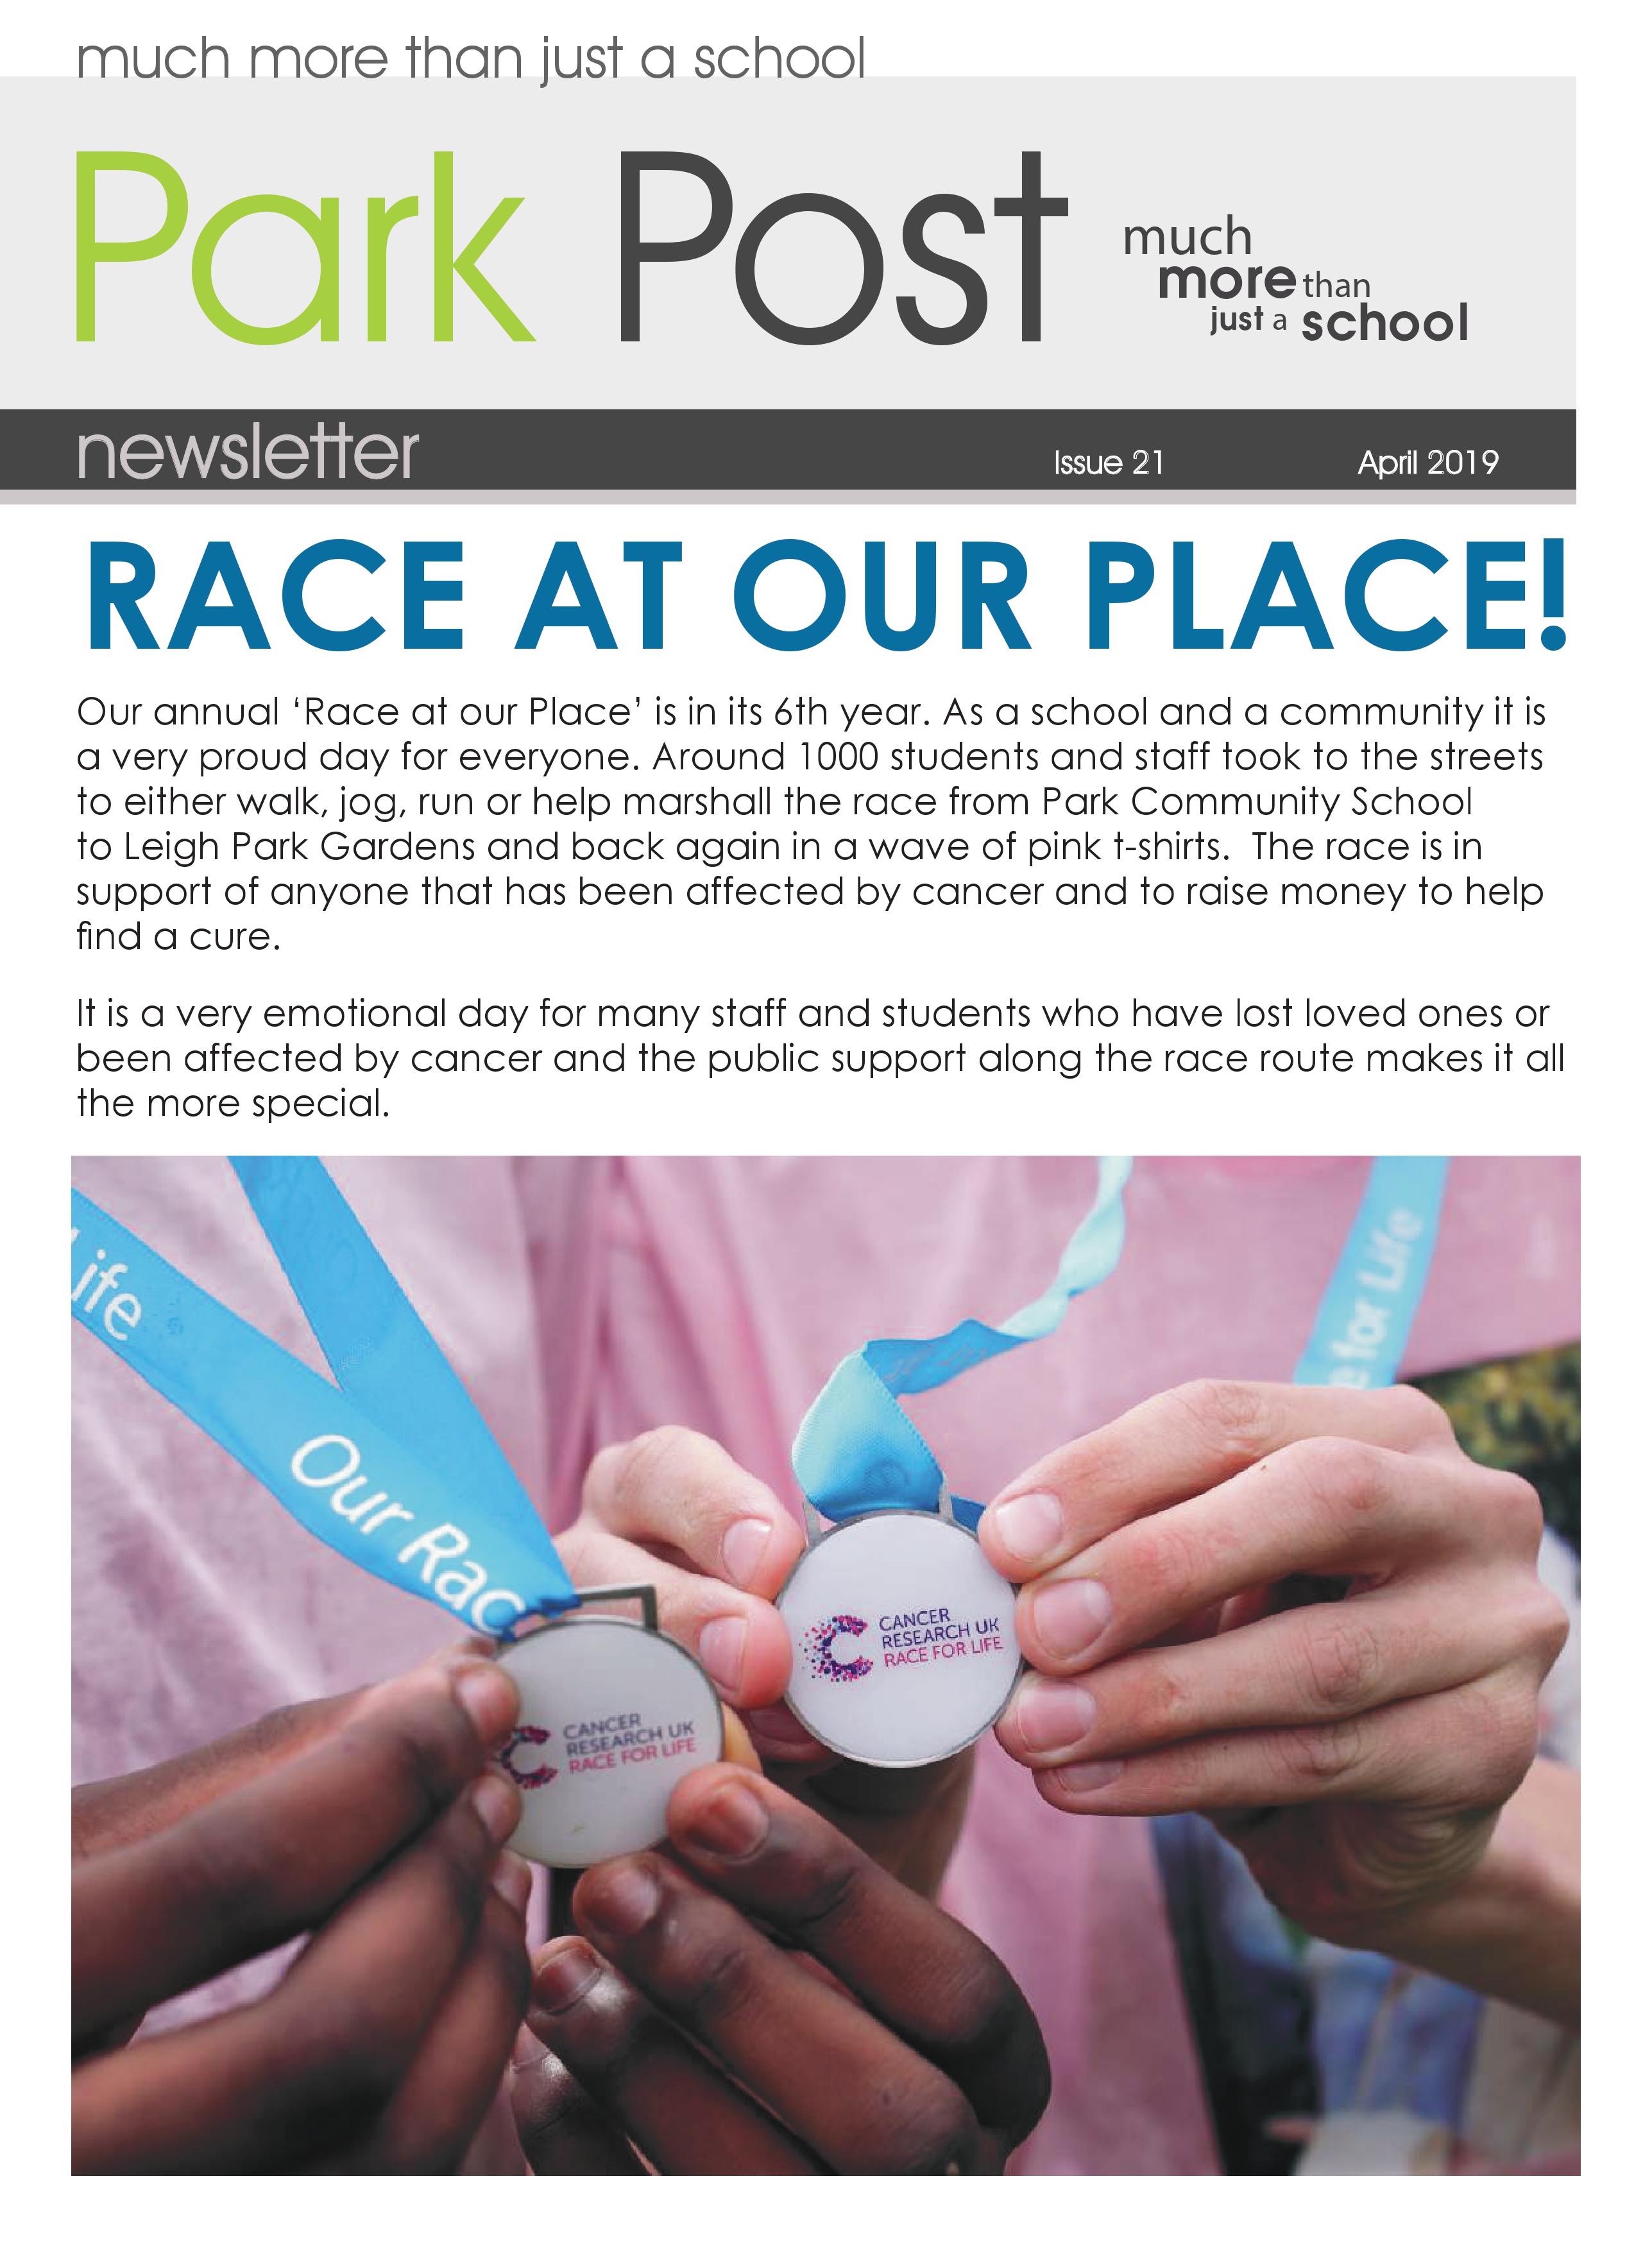 much more than just a school
Park Post
much
more than
just a school
newsletter
Issue 21
April 2019
RACE AT OUR PLACE!
Our annual ‘Race at our Place’ is in its 6th year. As a school and a community it is
a very proud day for everyone. Around 1000 students and staff took to the streets
to either walk, jog, run or help marshall the race from Park Community School
to Leigh Park Gardens and back again in a wave of pink t-shirts.  The race is in
support of anyone that has been affected by cancer and to raise money to help
find a cure.
It is a very emotional day for many staff and students who have lost loved ones or
been affected by cancer and the public support along the race route makes it all
the more special.
ife
Our Rac
e for Life
CANCER
RESEARCH UK
RACE FOR LIFE
CANCER
RESEARCH UK
RACE FOR LIFE